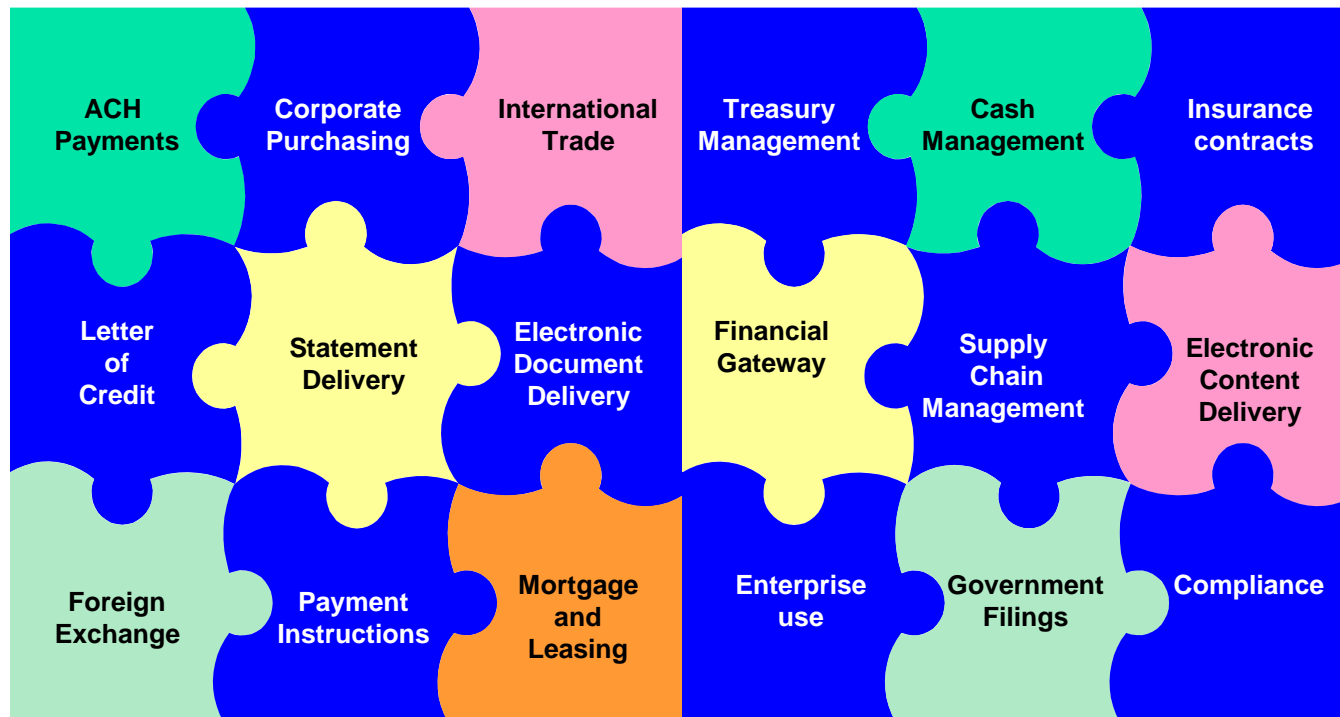 ACH
Payments
Corporate
Purchasing
International
Trade
Treasury
Management
Cash
Management
Insurance
contracts
Letter
of
Credit
Statement
Delivery
Electronic
Document
Delivery
Financial
Gateway
Supply
Chain
Management
Electronic
Content
Delivery
Foreign
Exchange
Payment
Instructions
Mortgage
and
Leasing
Enterprise
use
Government
Filings
Compliance